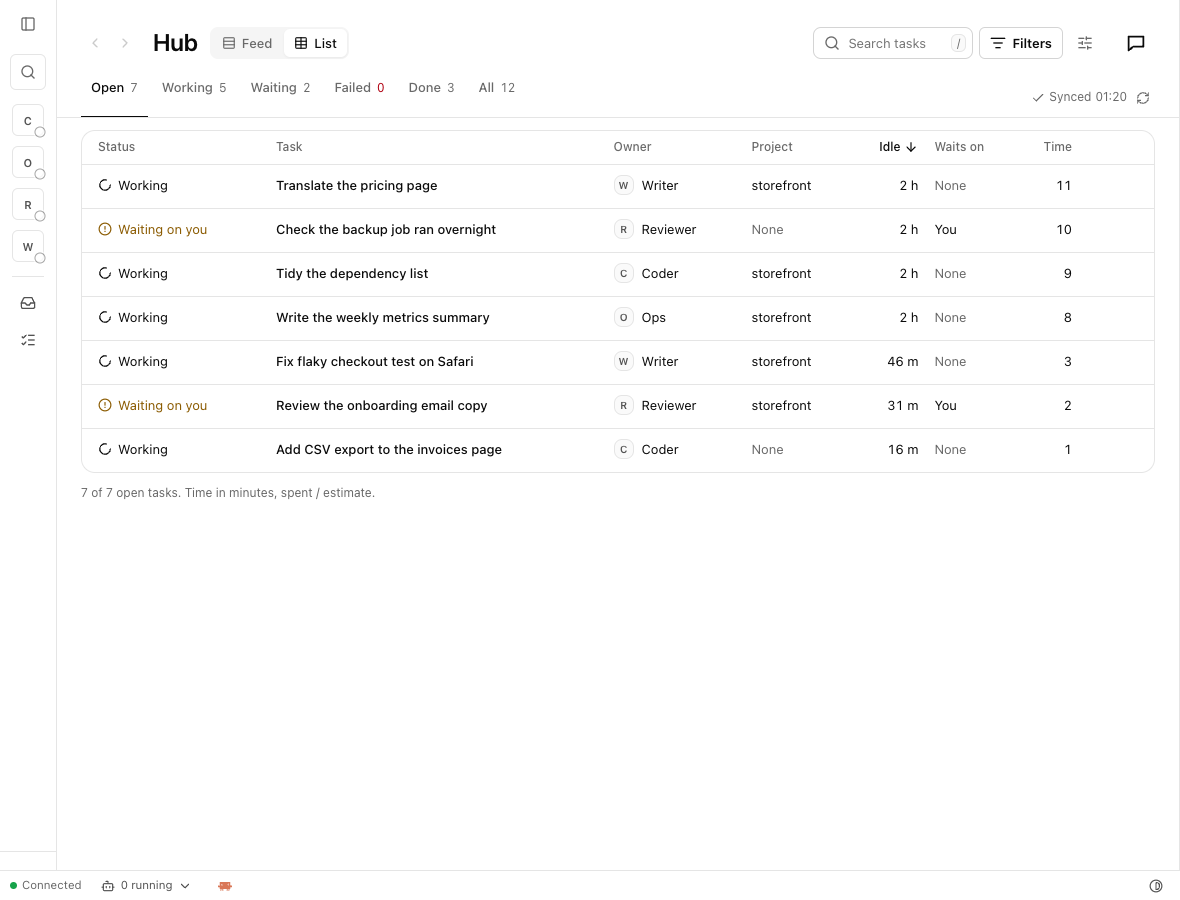 Hub Feed List Search tasks / Filters
Open 7 Working 5 Waiting 2 Failed 0 Done 3 All 12
Synced 01:20
C
O
R
W
Status Task Owner Project Idle Waits on Time
Working Translate the pricing page W Writer storefront 2 h None 11
Waiting on you Check the backup job ran overnight R Reviewer None 2 h You 10
Working Tidy the dependency list C Coder storefront 2 h None 9
Working Write the weekly metrics summary O Ops storefront 2 h None 8
Working Fix flaky checkout test on Safari W Writer storefront 46 m None 3
Waiting on you Review the onboarding email copy R Reviewer storefront 31 m You 2
Working Add CSV export to the invoices page C Coder None 16 m None 1
7 of 7 open tasks. Time in minutes, spent / estimate.
Connected 0 running